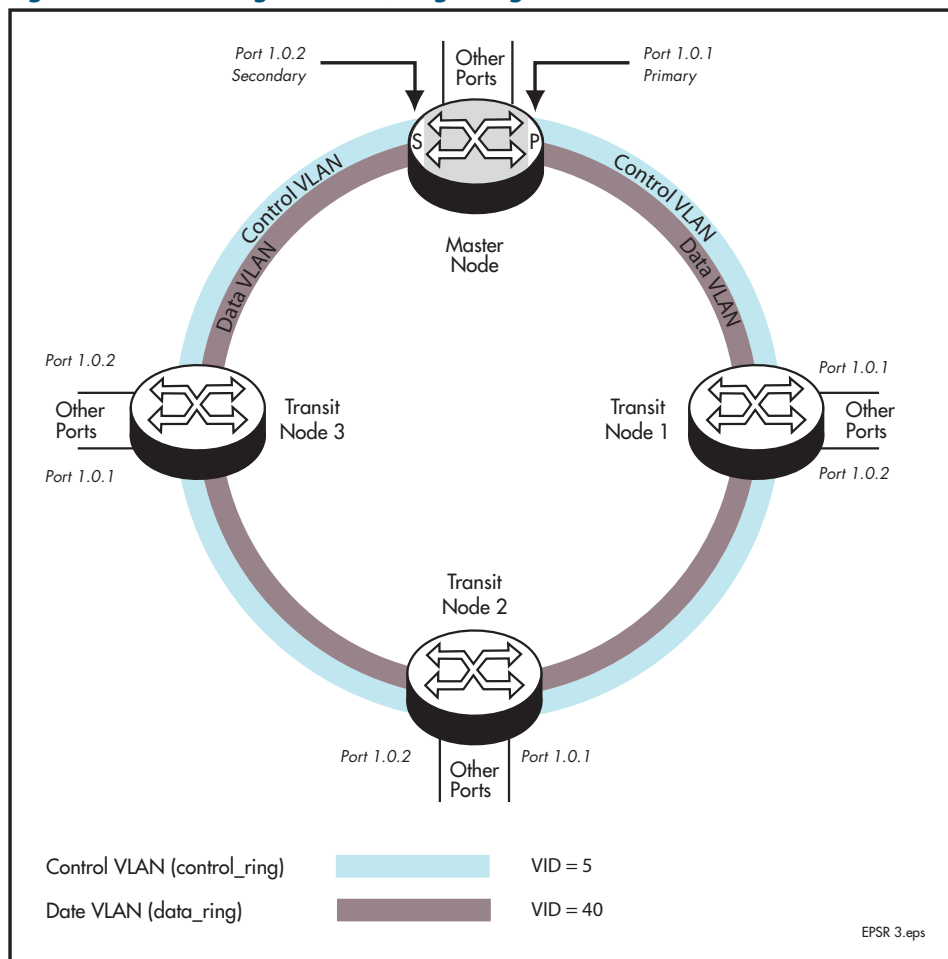 Port 1.0.2
Secondary
Other
Ports
Port 1.0.1
Primary
S
P
Control VLAN
Data VLAN
Control VLAN
Data VLAN
Master
Node
Port 1.0.2
Other
Ports
Port 1.0.1
Transit
Node 3
Transit
Node 1
Port 1.0.1
Other
Ports
Port 1.0.2
Transit
Node 2
Port 1.0.2
Other
Ports
Port 1.0.1
Control VLAN (control_ring) VID = 5
Date VLAN (data_ring) VID = 40
EPSR 3.eps